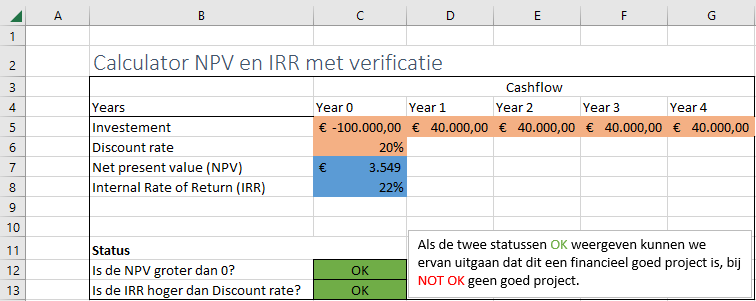 A B C D E F G
1
2 Calculator NPV en IRR met verificatie
3 Cashflow
4 Years Year 0 Year 1 Year 2 Year 3 Year 4
5 Investement € -100.000,00 € 40.000,00 € 40.000,00 € 40.000,00 € 40.000,00
6 Discount rate 20%
7 Net present value (NPV) € 3.549
8 Internal Rate of Return (IRR) 22%
9
10
11 Status
12 Is de NPV groter dan 0? OK
13 Is de IRR hoger dan Discount rate? OK
Als de twee statussen OK weergeven kunnen we
ervan uitgaan dat dit een financieel goed project is, bij
NOT OK geen goed project.